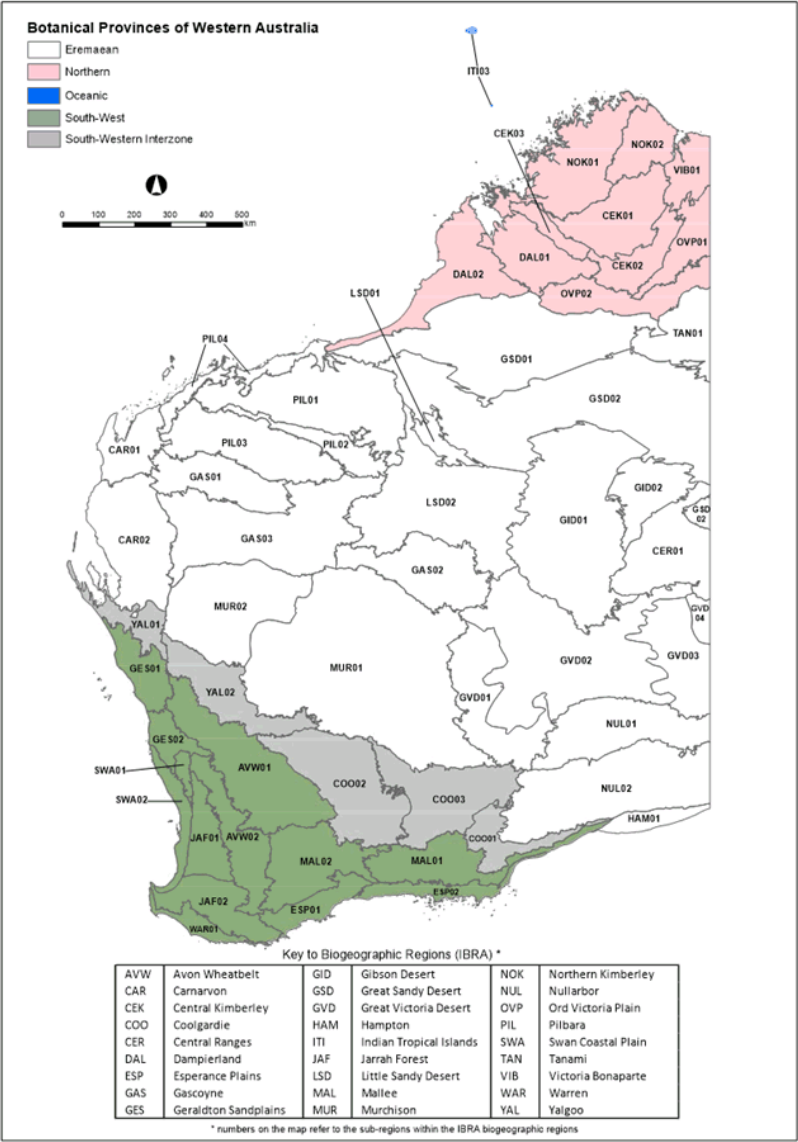 Botanical Provinces of Western Australia
Eremaean
Northern
Oceanic
South-West
South-Western Interzone
0 100 200 300 400 500 km
ITI03
CEK03
NOK01
NOK02
VIB01
CEK01
OVP01
DAL01
CEK02
DAL02
OVP02
LSD01
TAN01
PIL04
GSD01
GSD02
PIL01
PIL03
PIL02
CAR01
GAS01
GID02
LSD02
GSD
02
GID01
CAR02
GAS03
CER01
GAS02
MUR02
GVD
04
YAL01
GVD03
GVD02
MUR01
GES01
YAL02
GVD01
NUL01
GES02
SWA01
AVW01
COO02
NUL02
SWA02
COO03
HAM01
JAF01
AVW02
COO01
MAL02
MAL01
ESP02
JAF02
ESP01
WAR01
Key to Biogeographic Regions (IBRA) *
AVW Avon Wheatbelt GID Gibson Desert NOK Northern Kimberley
CAR Carnarvon GSD Great Sandy Desert NUL Nullarbor
CEK Central Kimberley GVD Great Victoria Desert OVP Ord Victoria Plain
COO Coolgardie HAM Hampton PIL Pilbara
CER Central Ranges ITI Indian Tropical Islands SWA Swan Coastal Plain
DAL Dampierland JAF Jarrah Forest TAN Tanami
ESP Esperance Plains LSD Little Sandy Desert VIB Victoria Bonaparte
GAS Gascoyne MAL Mallee WAR Warren
GES Geraldton Sandplains MUR Murchison YAL Yalgoo
* numbers on the map refer to the sub-regions within the IBRA biogeographic regions